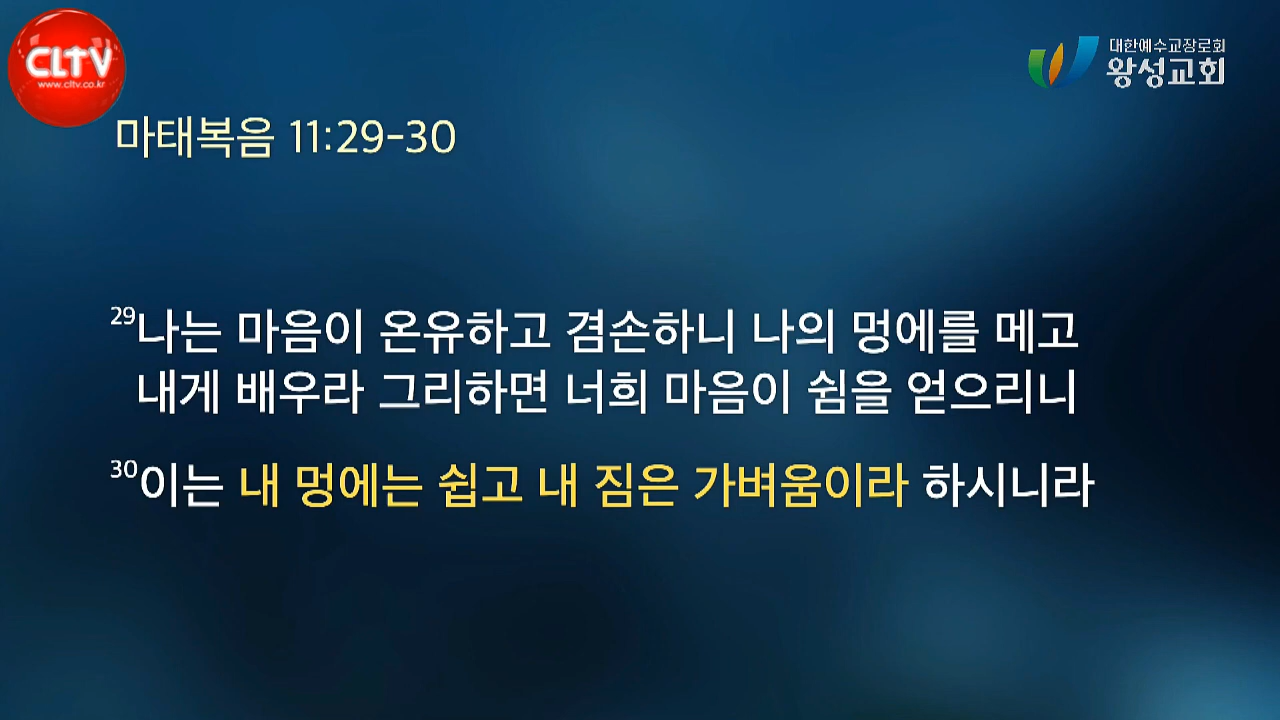 CLTV
www.cltv.co.kr
대한예수교장로회
왕성교회
마태복음 11:29-30
29나는 마음이 온유하고 겸손하니 나의 멍에를 메고
내게 배우라 그리하면 너희 마음이 쉼을 얻으리니
30이는 내 멍에는 쉽고 내 짐은 가벼움이라 하시니라